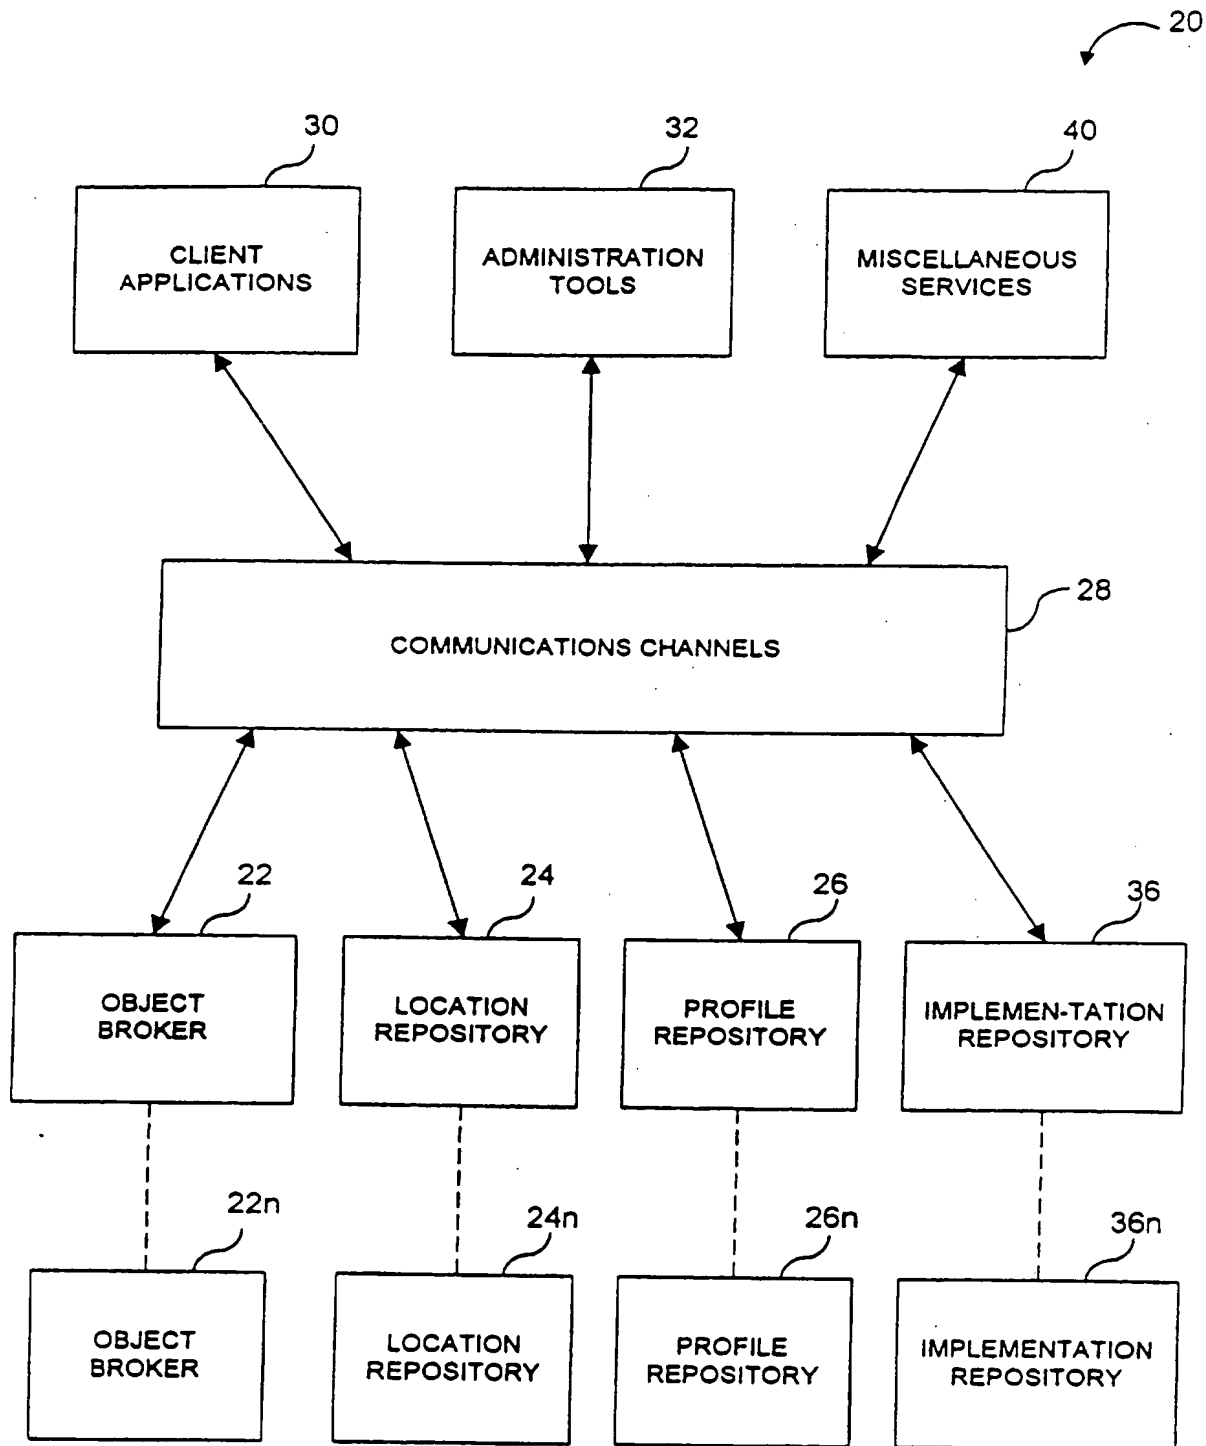 20
30
32
40
CLIENT
APPLICATIONS
ADMINISTRATION
TOOLS
MISCELLANEOUS
SERVICES
28
COMMUNICATIONS CHANNELS
22
24
26
36
OBJECT
BROKER
LOCATION
REPOSITORY
PROFILE
REPOSITORY
IMPLEMEN-TATION
REPOSITORY
22n
24n
26n
36n
OBJECT
BROKER
LOCATION
REPOSITORY
PROFILE
REPOSITORY
IMPLEMENTATION
REPOSITORY